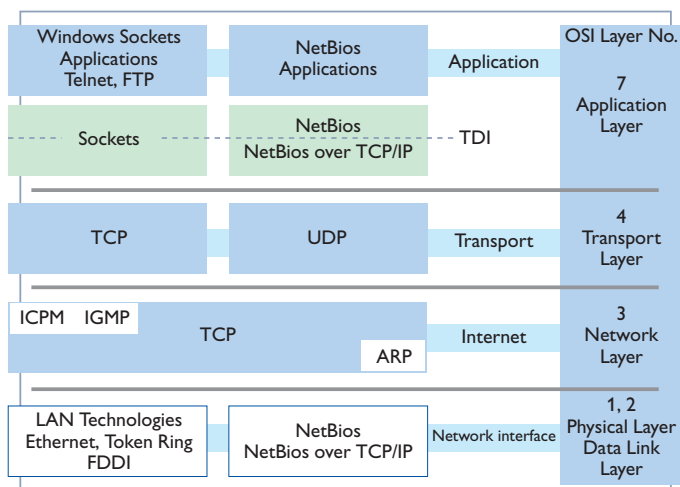 Windows Sockets
Applications
Telnet, FTP
NetBios
Applications
Application
OSI Layer No.
7
Application
Layer
Sockets
NetBios
NetBios over TCP/IP
TDI
TCP
UDP
Transport
4
Transport
Layer
ICPM IGMP
TCP
ARP
Internet
3
Network
Layer
LAN Technologies
Ethernet, Token Ring
FDDI
NetBios
NetBios over TCP/IP
Network interface
1, 2
Physical Layer
Data Link
Layer